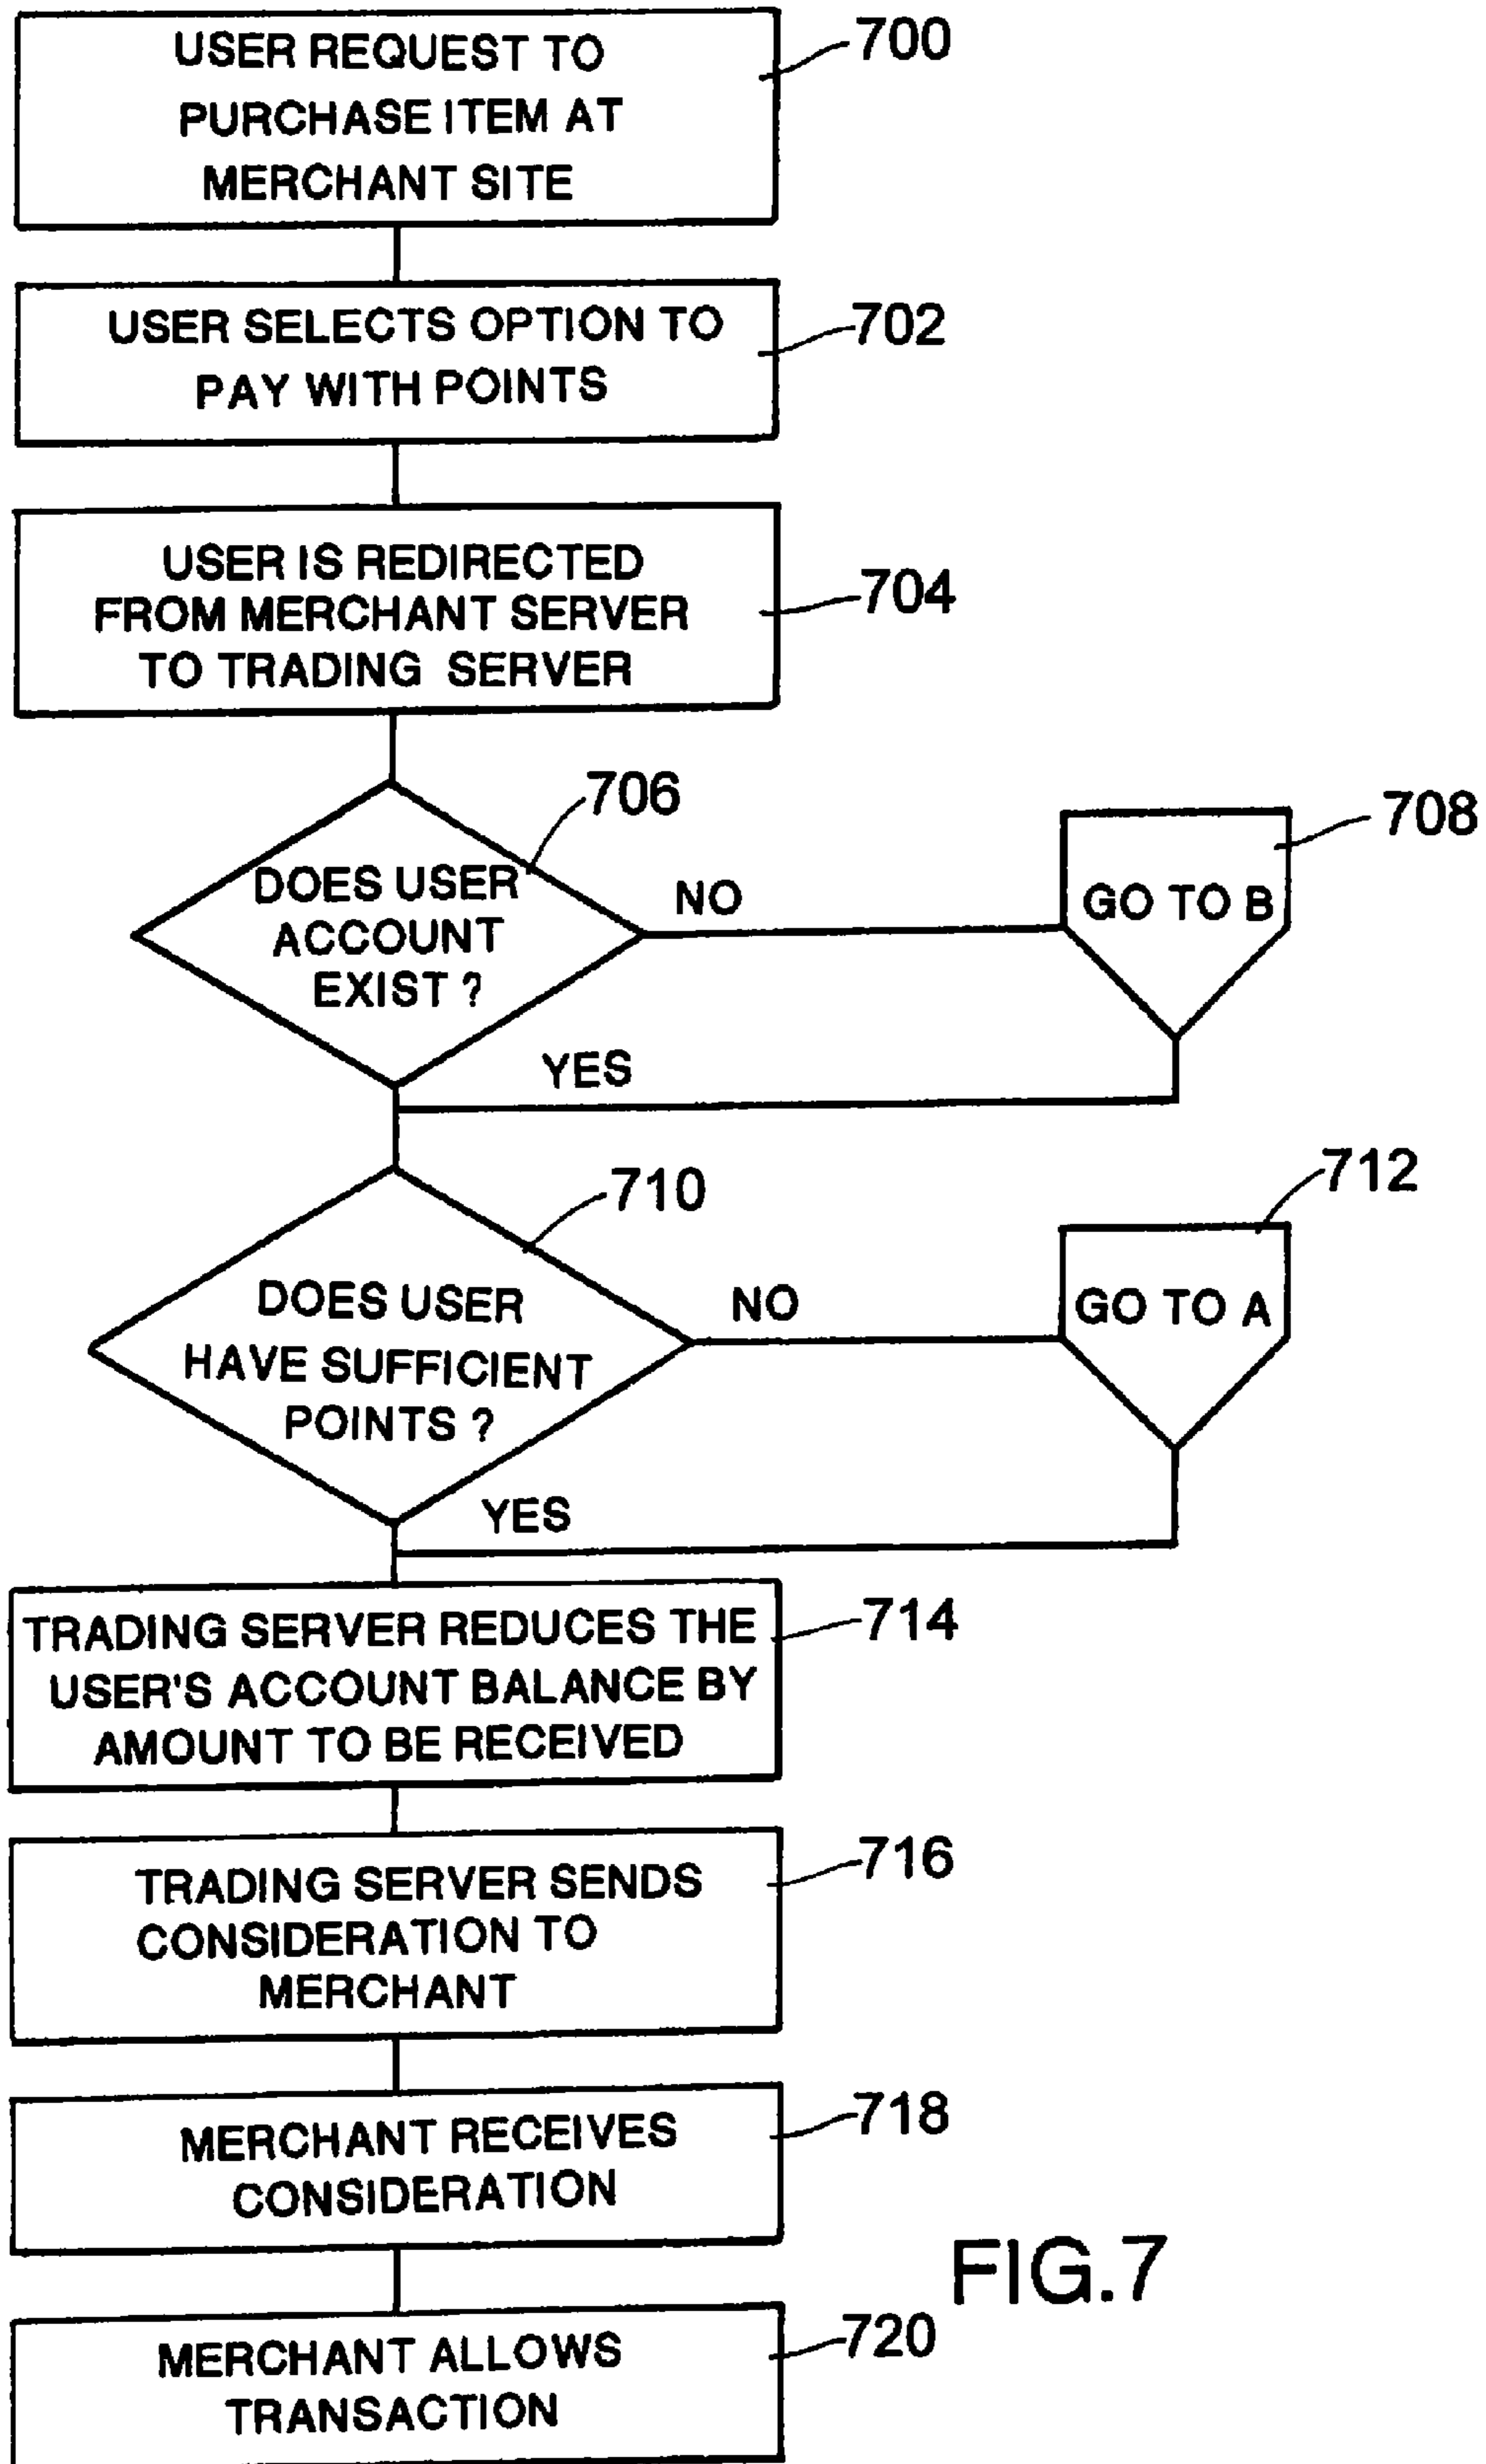 USER REQUEST TO
PURCHASE ITEM AT
MERCHANT SITE
700
USER SELECTS OPTION TO
PAY WITH POINTS
702
USER IS REDIRECTED
FROM MERCHANT SERVER
TO TRADING SERVER
704
706
DOES USER
ACCOUNT
EXIST ?
NO
708
GO TO B
YES
710
DOES USER
HAVE SUFFICIENT
POINTS ?
NO
712
GO TO A
YES
TRADING SERVER REDUCES THE
USER'S ACCOUNT BALANCE BY
AMOUNT TO BE RECEIVED
714
TRADING SERVER SENDS
CONSIDERATION TO
MERCHANT
716
MERCHANT RECEIVES
CONSIDERATION
718
FIG.7
MERCHANT ALLOWS
TRANSACTION
720